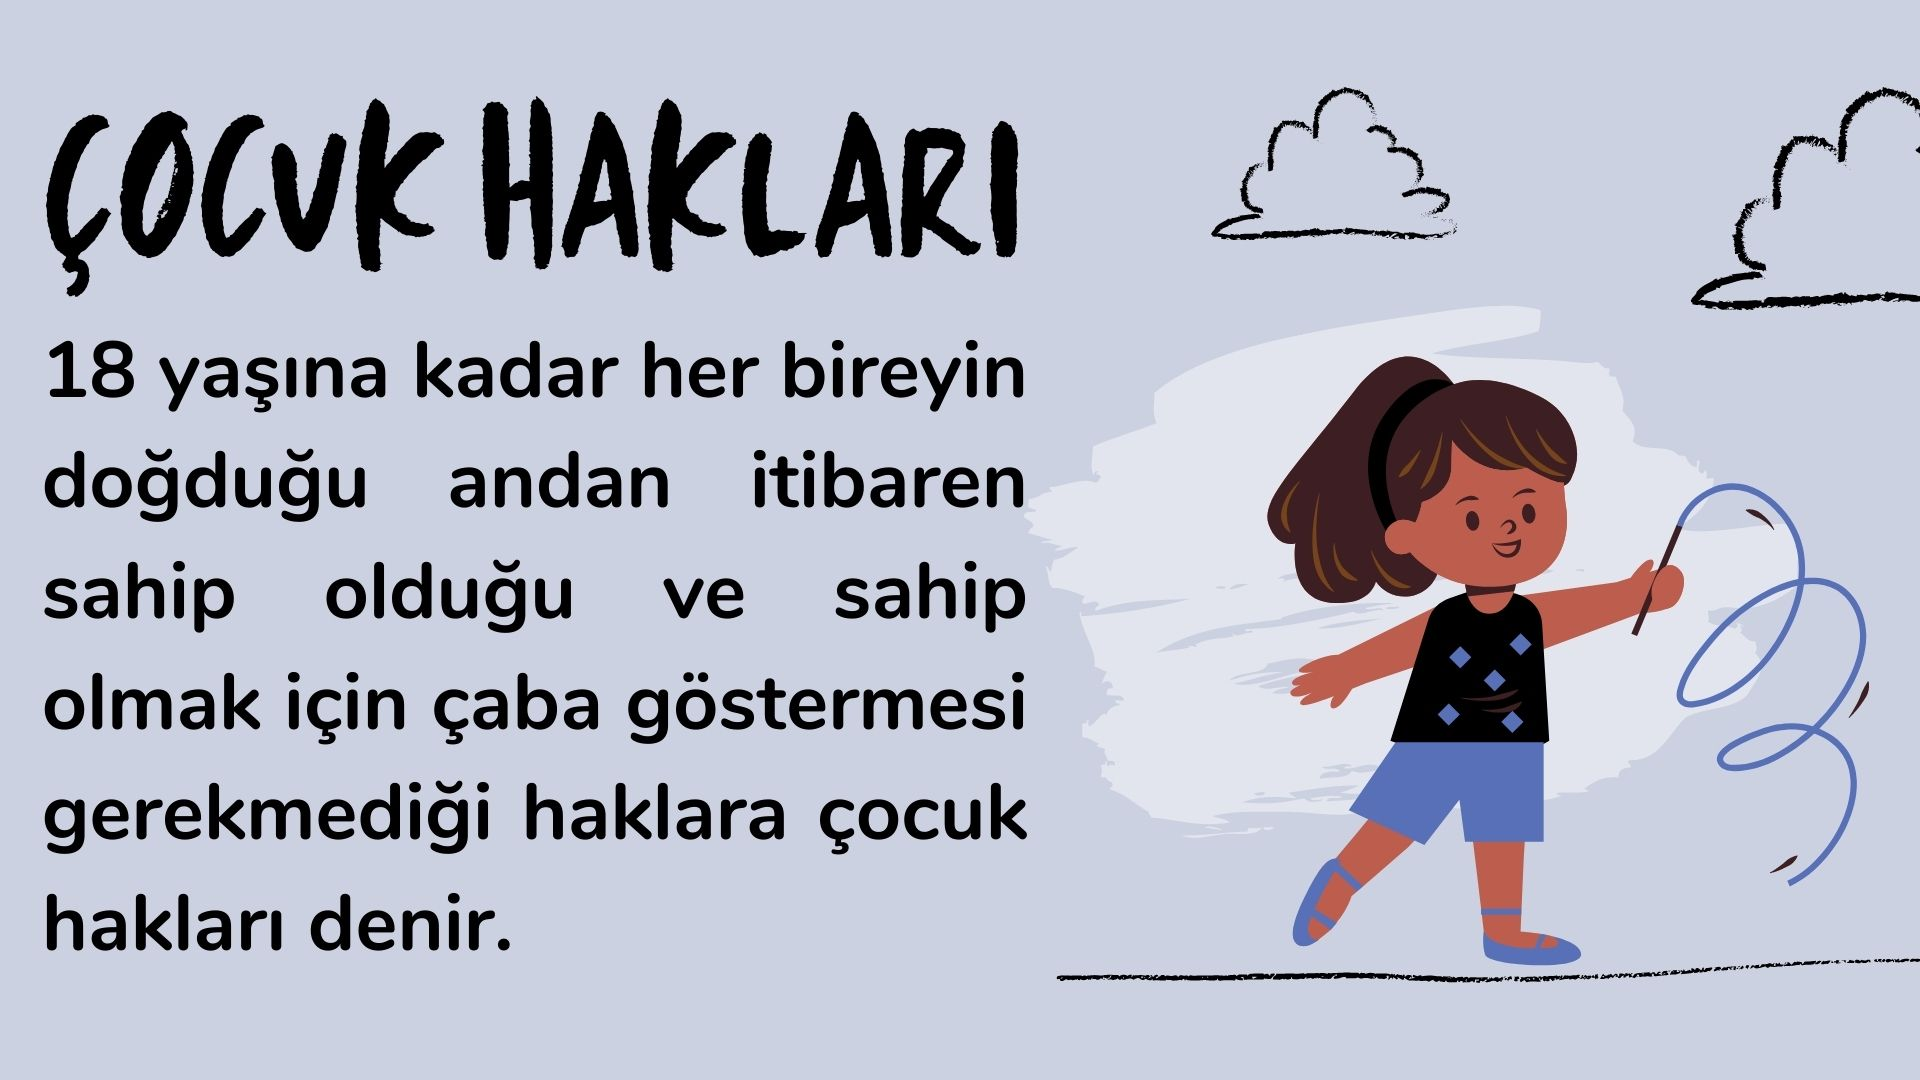 ÇOCUK HAKLARI
18 yaşına kadar her bireyin
doğduğu andan itibaren
sahip olduğu ve sahip
olmak için çaba göstermesi
gerekmediği haklara çocuk
hakları denir.